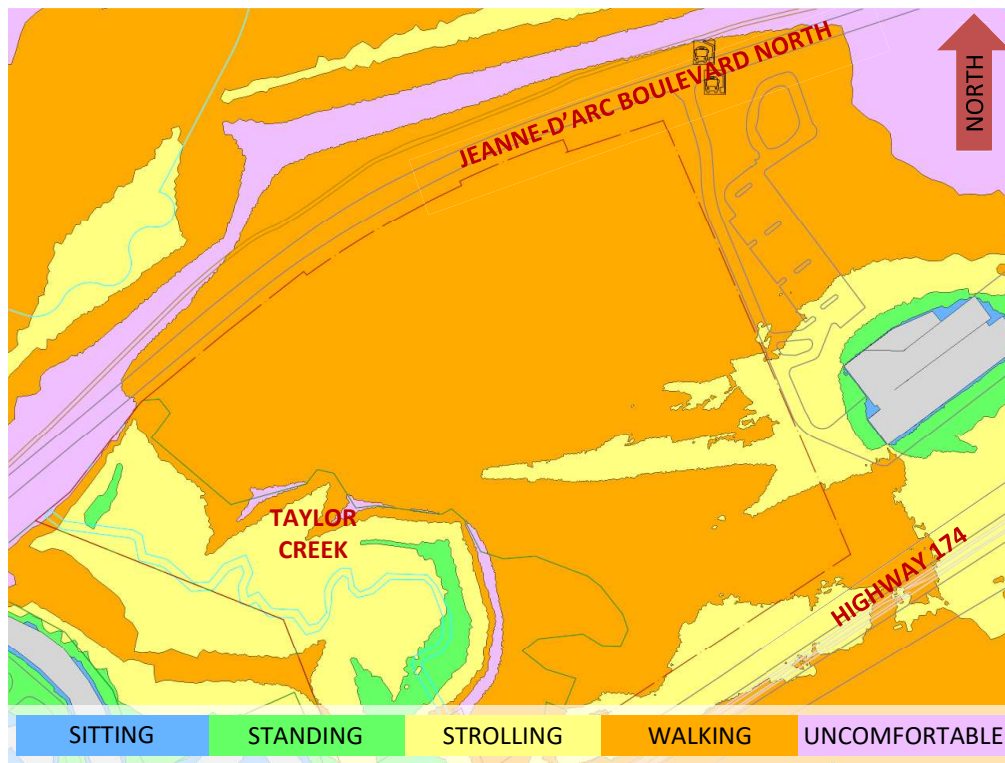 JEANNE-D'ARC BOULEVARD NORTH
NORTH
TAYLOR
CREEK
HIGHWAY 174
SITTING
STANDING
STROLLING
WALKING
UNCOMFORTABLE